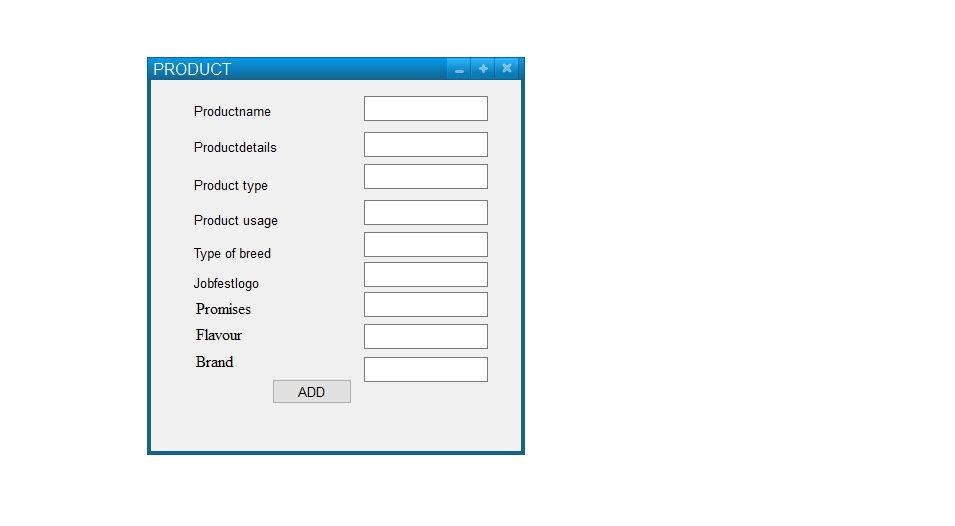 PRODUCT
Productname
Productdetails
Product type
Product usage
Type of breed
Jobfestlogo
Promises
Flavour
Brand
ADD